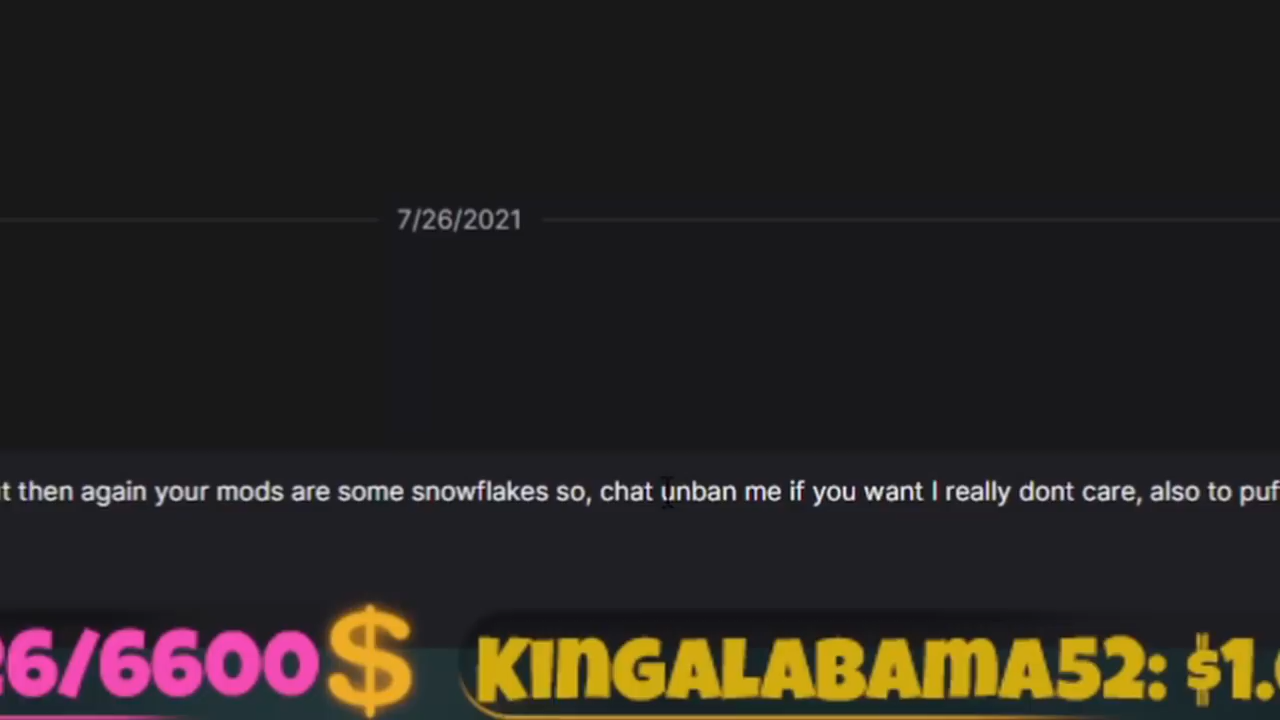 7/26/2021
then again your mods are some snowflakes so, chat unban me if you want I really dont care, also to
26/6600$
KINGALABAMA52: $1.